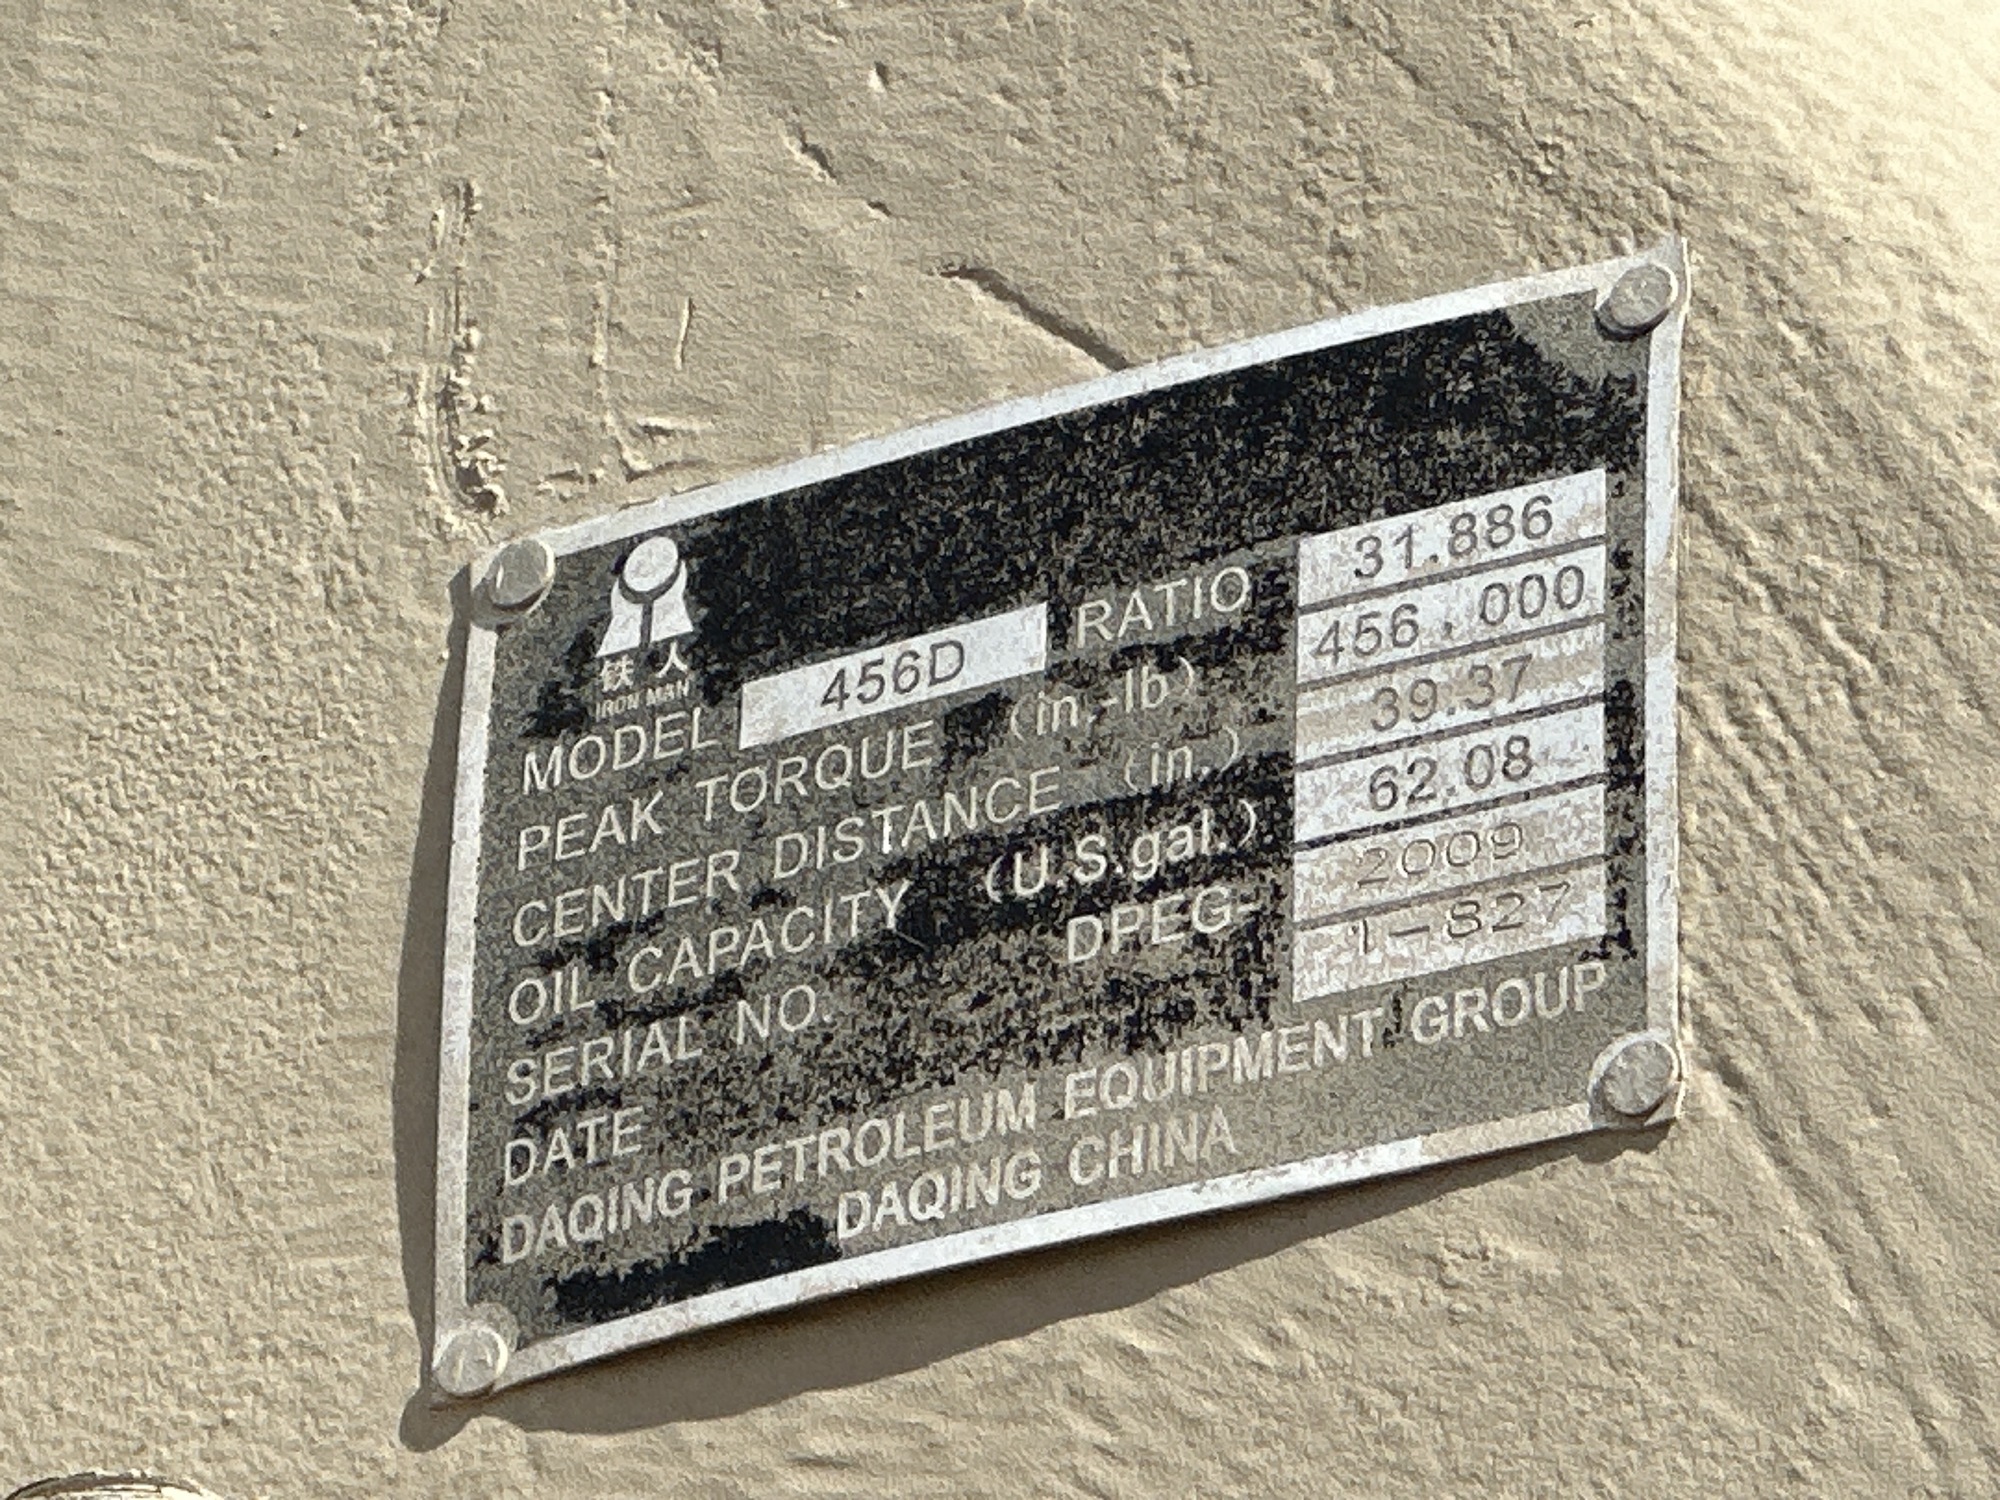 铁人
IRON MAN
MODEL 456D RATIO 31.886
PEAK TORQUE (in.-lb) 456.000
CENTER DISTANCE (in.) 39.37
OIL CAPACITY (U.S.gal.) 62.08
SERIAL NO. DPEG- 2009
DATE 1-827
DAQING PETROLEUM EQUIPMENT GROUP
DAQING CHINA